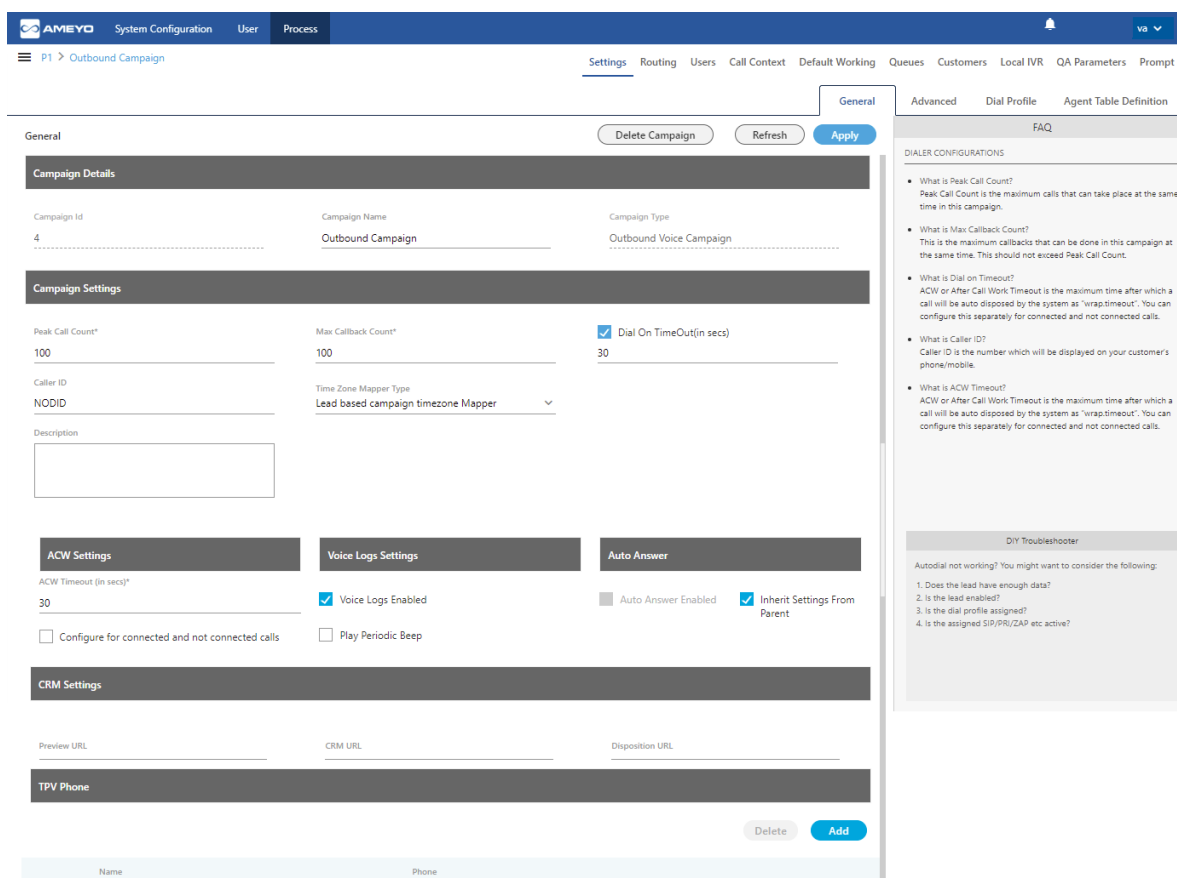 AMEYO System Configuration User Process va
P1 > Outbound Campaign
Settings Routing Users Call Context Default Working Queues Customers Local IVR QA Parameters Prompt
General Advanced Dial Profile Agent Table Definition
General Delete Campaign Refresh Apply
Campaign Details
Campaign Id Campaign Name Campaign Type
4 Outbound Campaign Outbound Voice Campaign
Campaign Settings
Peak Call Count* Max Callback Count* Dial On TimeOut(in secs)
100 100 30
Caller ID Time Zone Mapper Type
NODID Lead based campaign timezone Mapper
Description
ACW Settings Voice Logs Settings Auto Answer
ACW Timeout (in secs)*
30
Voice Logs Enabled
Auto Answer Enabled
Inherit Settings From
Parent
Configure for connected and not connected calls
Play Periodic Beep
CRM Settings
Preview URL CRM URL Disposition URL
TPV Phone
Delete Add
Name Phone
FAQ
DIALER CONFIGURATIONS
• What is Peak Call Count?
Peak Call Count is the maximum calls that can take place at the same
time in this campaign.
• What is Max Callback Count?
This is the maximum callbacks that can be done in this campaign at
the same time. This should not exceed Peak Call Count.
• What is Dial on Timeout?
ACW or After Call Work Timeout is the maximum time after which a
call will be auto disposed by the system as "wrap.timeout". You can
configure this separately for connected and not connected calls.
• What is Caller ID?
Caller ID is the number which will be displayed on your customer's
phone/mobile.
• What is ACW Timeout?
ACW or After Call Work Timeout is the maximum time after which a
call will be auto disposed by the system as "wrap.timeout". You can
configure this separately for connected and not connected calls.
DIY Troubleshooter
Autodial not working? You might want to consider the following:
1. Does the lead have enough data?
2. Is the lead enabled?
3. Is the dial profile assigned?
4. Is the assigned SIP/PRI/ZAP etc active?